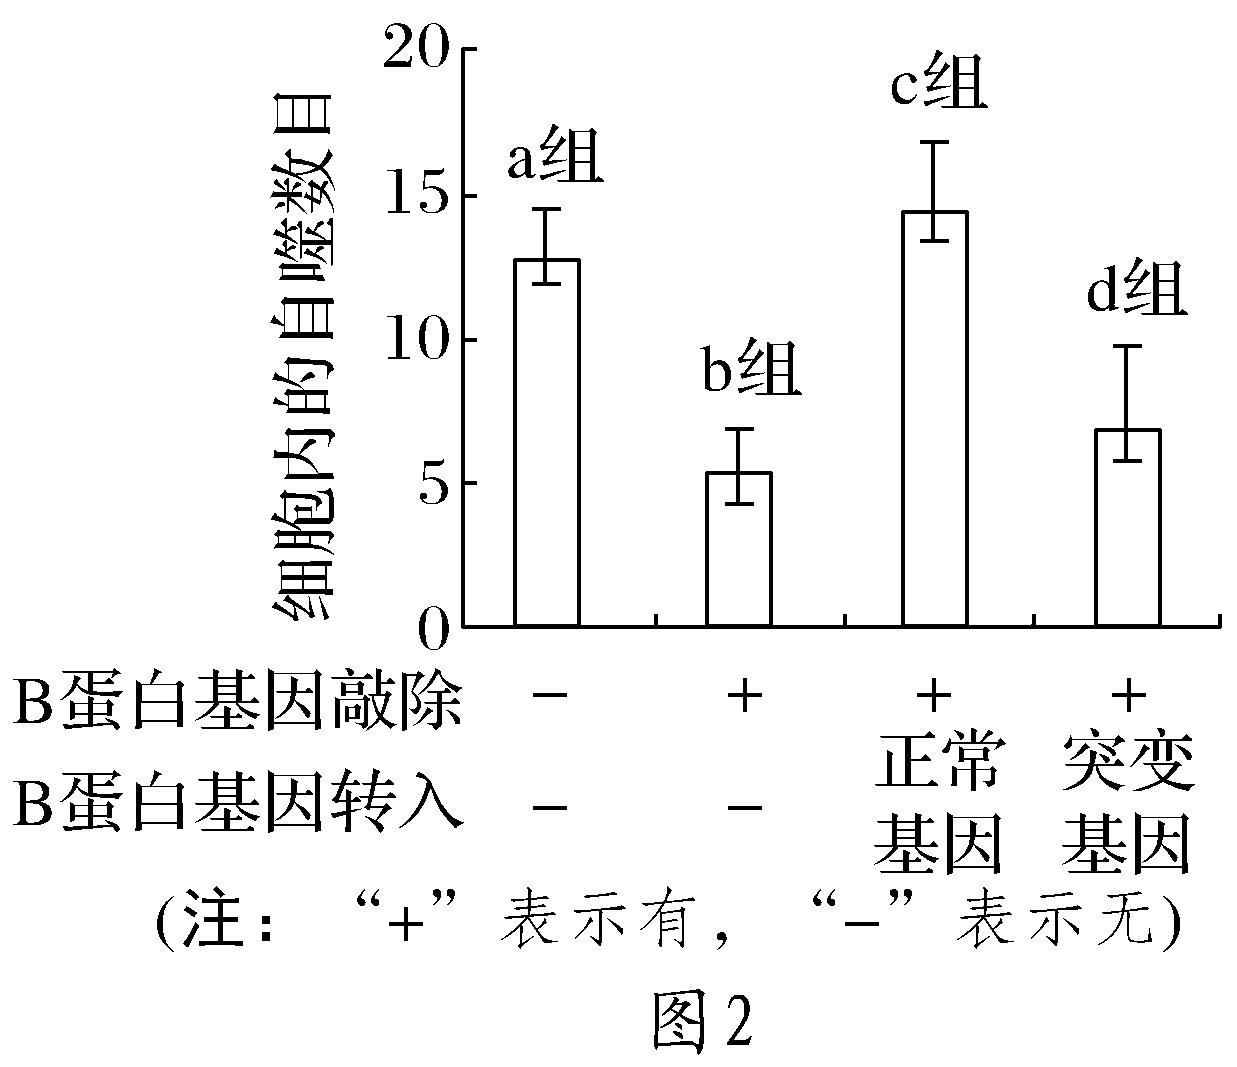 细胞内的自噬数目
20
15
10
5
0
a组
b组
c组
d组
B蛋白基因敲除 − + + +
B蛋白基因转入 − − 正常基因 突变基因
(注：“+”表示有，“−”表示无)
图2